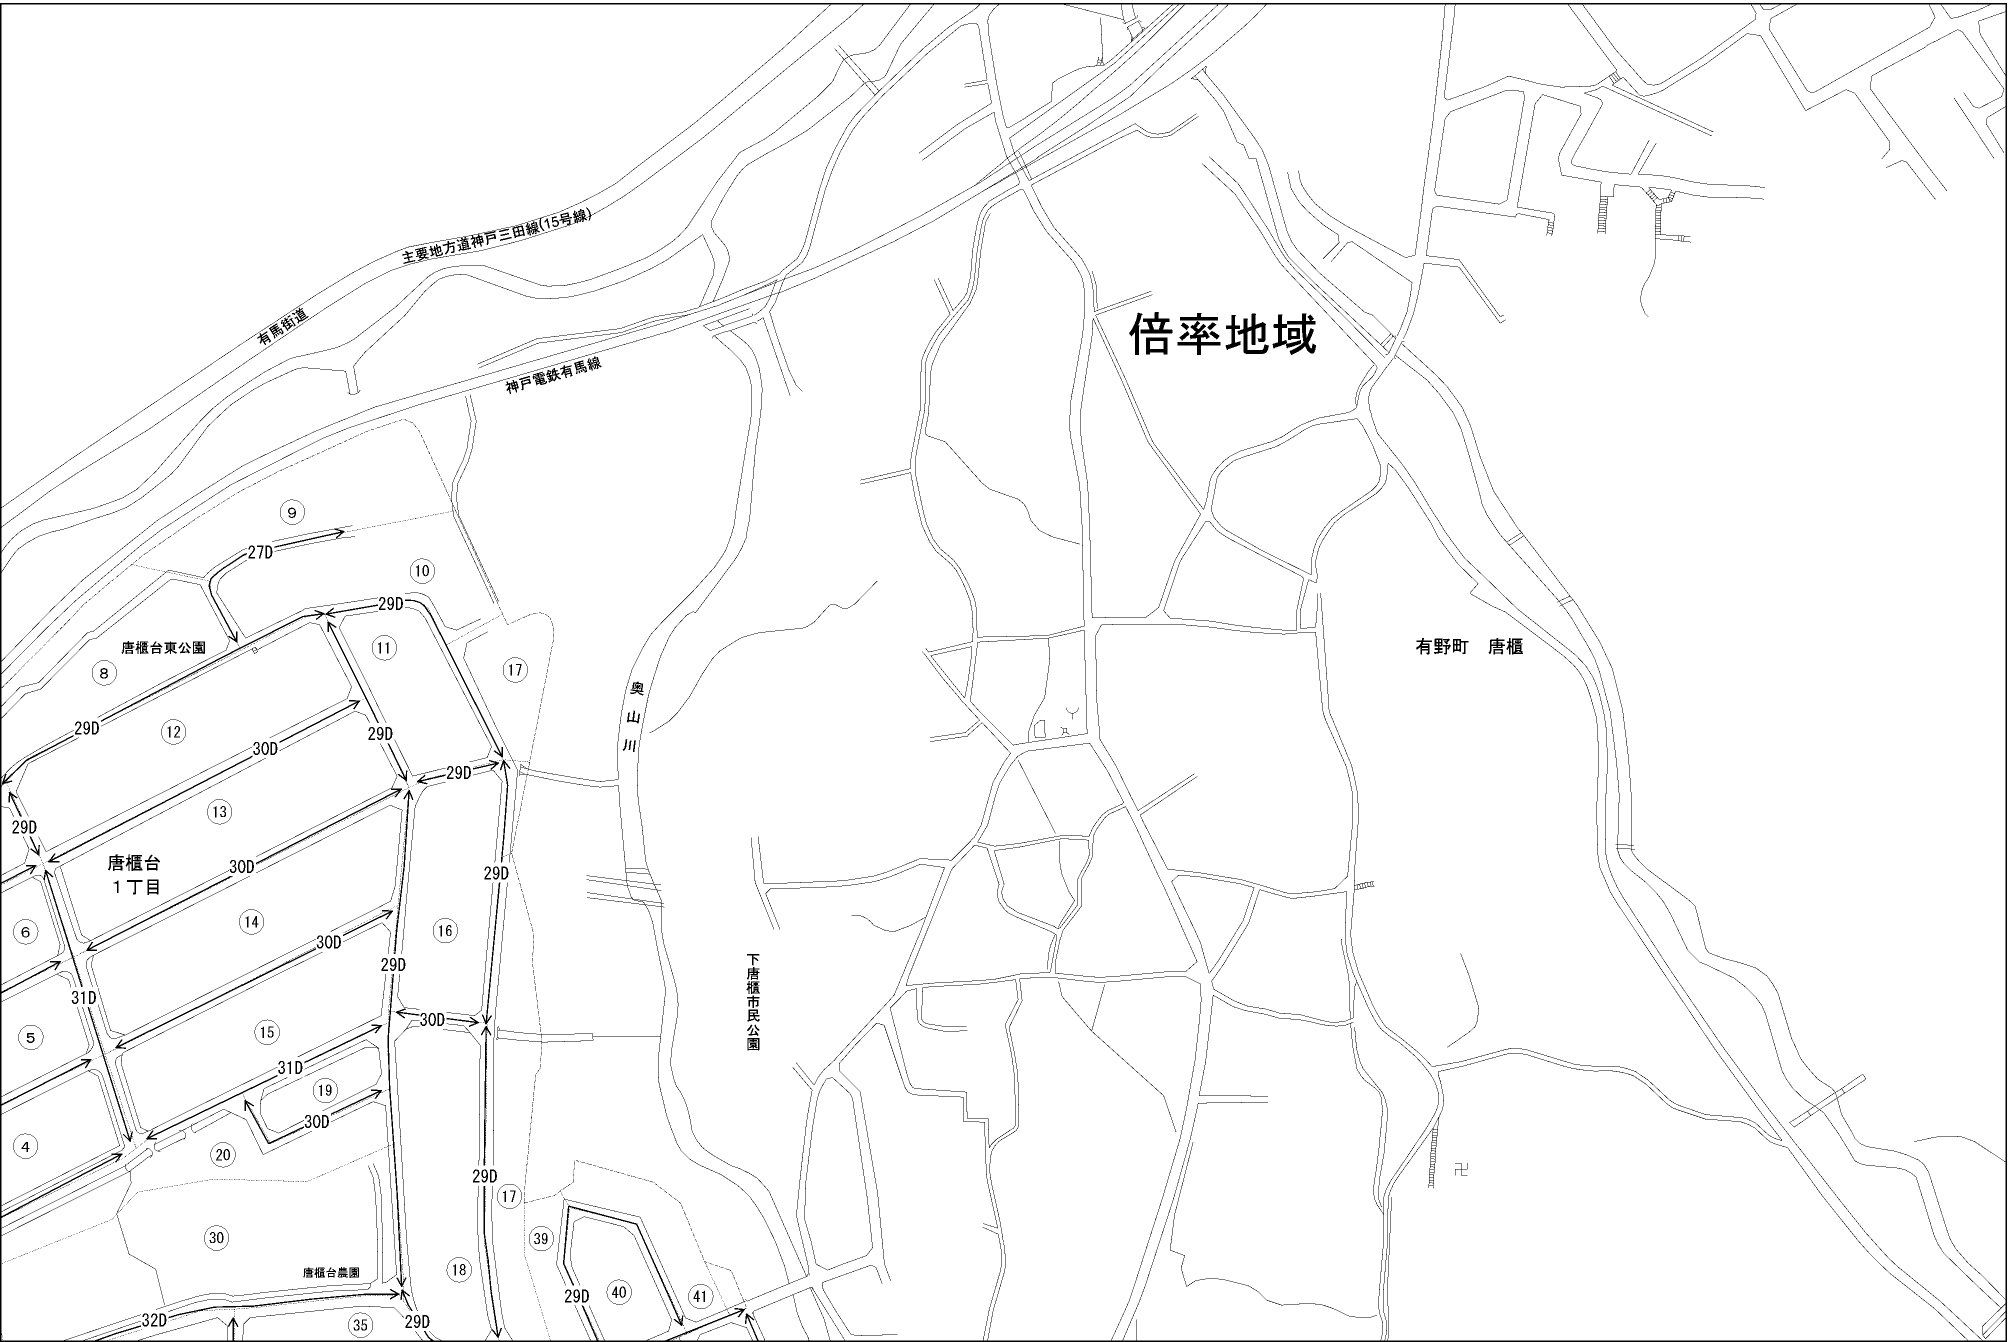 主要地方道神戸三田線(15号線)
有馬街道
倍率地域
神戸電鉄有馬線
9
27D
10
29D
11
唐櫃台東公園
有野町　唐櫃
17
8
奥山川
29D
12
29D
30D
29D
13
29D
唐櫃台
１丁目
30D
29D
14
6
16
30D
29D
下唐櫃市民公園
31D
30D
15
5
31D
19
30D
4
20
29D
17
卍
30
39
唐櫃台農園
18
29D
40
41
32D
29D
35